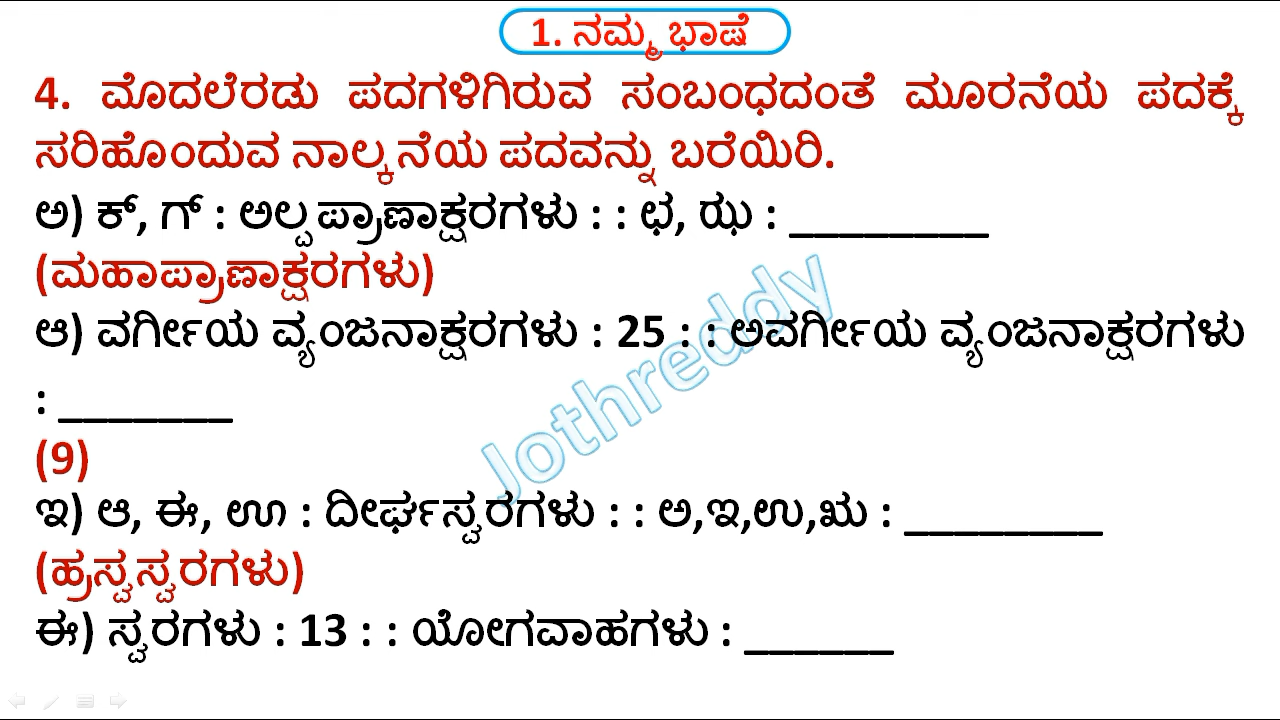 1. ನಮ್ಮ ಭಾಷೆ
4. ಮೊದಲೆರಡು ಪದಗಳಿಗಿರುವ ಸಂಬಂಧದಂತೆ ಮೂರನೆಯ ಪದಕ್ಕೆ
ಸರಿಹೊಂದುವ ನಾಲ್ಕನೆಯ ಪದವನ್ನು ಬರೆಯಿರಿ.
ಅ) ಕ್, ಗ್ : ಅಲ್ಪಪ್ರಾಣಾಕ್ಷರಗಳು : : ಛ, ಝ : ________
(ಮಹಾಪ್ರಾಣಾಕ್ಷರಗಳು)
ಆ) ವರ್ಗೀಯ ವ್ಯಂಜನಾಕ್ಷರಗಳು : 25 : : ಅವರ್ಗೀಯ ವ್ಯಂಜನಾಕ್ಷರಗಳು
: _______
(9)
ಇ) ಆ, ಈ, ಊ : ದೀರ್ಘಸ್ವರಗಳು : : ಅ,ಇ,ಉ,ಋ : ________
(ಹ್ರಸ್ವಸ್ವರಗಳು)
ಈ) ಸ್ವರಗಳು : 13 : : ಯೋಗವಾಹಗಳು : ______
Jothreddy